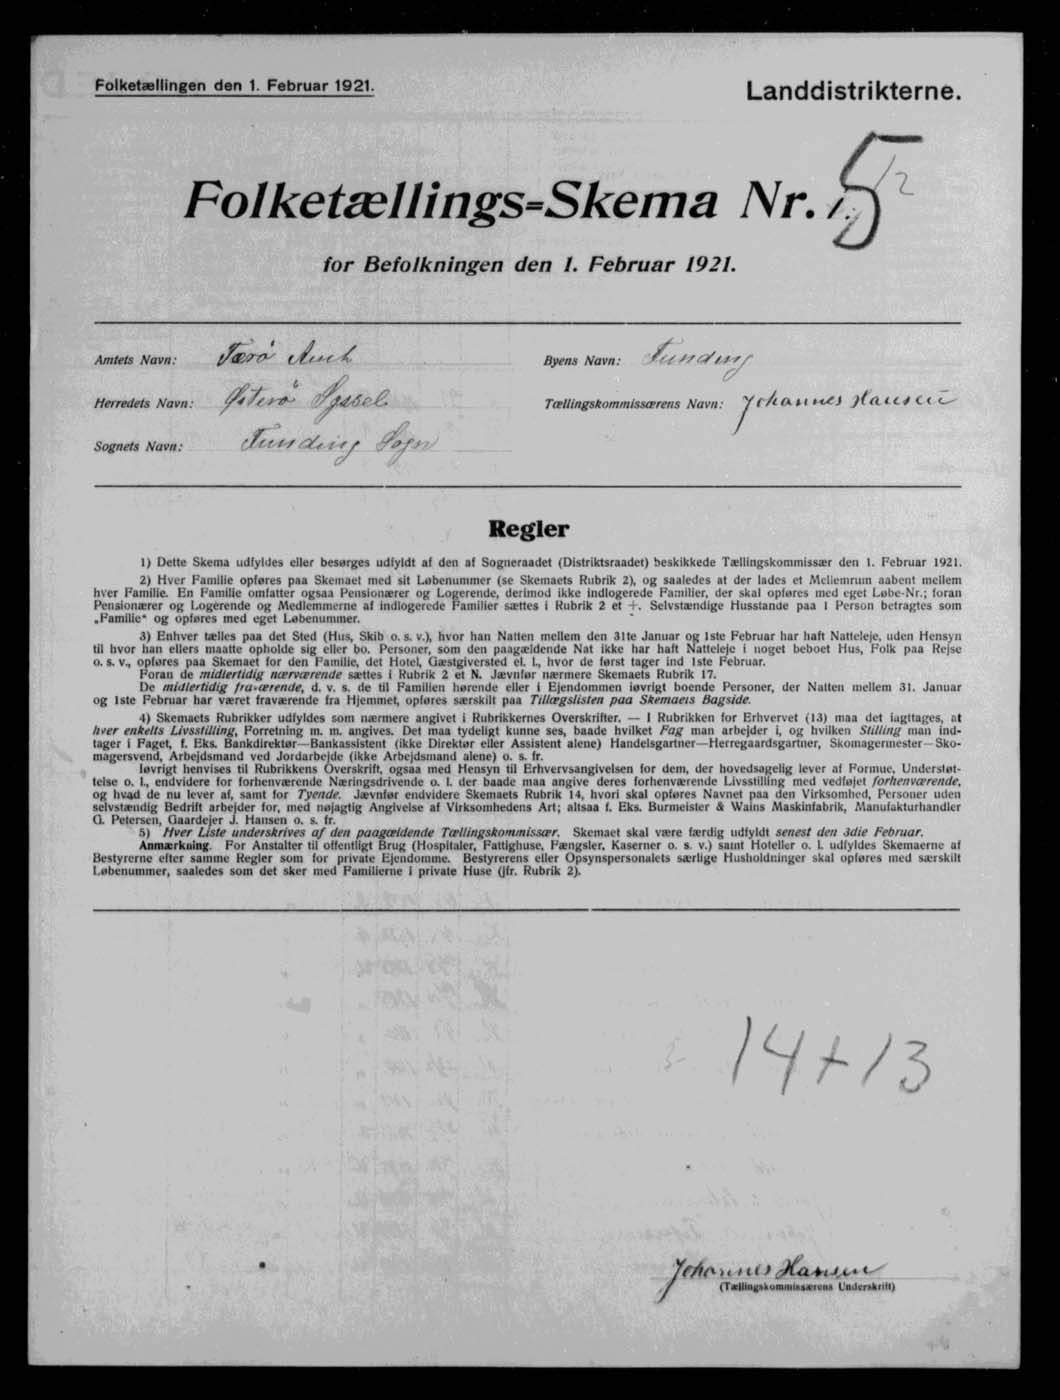 Folketællingen den 1. Februar 1921.
Landdistrikterne.
Folketællings=Skema Nr. 5
2
for Befolkningen den 1. Februar 1921.
Amtets Navn: Færø Amt
Byens Navn: Funding
Herredets Navn: Østerø Syssel
Tællingskommissærens Navn: Johannes Hansen
Sognets Navn: Funding Sogn
Regler
1) Dette Skema udfyldes eller besørges udfyldt af den af Sogneraadet (Distriktsraadet) beskikkede Tællingskommissær den 1. Februar 1921.
2) Hver Familie opføres paa Skemaet med sit Løbenummer (se Skemaets Rubrik 2), og saaledes at der lades et Mellemrum aabent mellem
hver Familie. En Familie omfatter ogsaa Pensionærer og Logerende, derimod ikke indlogerede Familier, der skal opføres med eget Løbe-Nr.; foran
Pensionærer og Logerende og Medlemmerne af indlogerede Familier sættes i Rubrik 2 et +. Selvstændige Husstande paa 1 Person betragtes som
„Familie“ og opføres med eget Løbenummer.
3) Enhver tælles paa det Sted (Hus, Skib o. s. v.), hvor han Natten mellem den 31te Januar og 1ste Februar har haft Natteleje, uden Hensyn
til hvor han ellers maatte opholde sig eller bo. Personer, som den paagældende Nat ikke har haft Natteleje i noget beboet Hus, Folk paa Rejse
o. s. v., opføres paa Skemaet for den Familie, det Hotel, Gæstgiversted el. l., hvor de først tager ind 1ste Februar.
Foran de midlertidig nærværende sættes i Rubrik 2 et N. Jævnfør nærmere Skemaets Rubrik 17.
De midlertidig fraværende, d. v. s. de til Familien hørende eller i Ejendommen iøvrigt boende Personer, der Natten mellem 31. Januar
og 1ste Februar har været fraværende fra Hjemmet, opføres særskilt paa Tillægslisten paa Skemaets Bagside.
4) Skemaets Rubrikker udfyldes som nærmere angivet i Rubrikkernes Overskrifter. — I Rubrikken for Erhvervet (13) maa det iagttages, at
hver enkelts Livsstilling, Forretning m. m. angives. Det maa tydeligt kunne ses, baade hvilket Fag man arbejder i, og hvilken Stilling man ind-
tager i Faget, f. Eks. Bankdirektør—Bankassistent (ikke Direktør eller Assistent alene) Handelsgartner—Herregaardsgartner, Skomagermester—Sko-
magersvend, Arbejdsmand ved Jordarbejde (ikke Arbejdsmand alene) o. s. fr.
Iøvrigt henvises til Rubrikkens Overskrift, ogsaa med Hensyn til Erhvervsangivelsen for dem, der hovedsagelig lever af Formue, Understøt-
telse o. l., endvidere for forhenværende Næringsdrivende o. l. der baade maa angive deres forhenværende Livsstilling med vedføjet forhenværende,
og hvad de nu lever af, samt for Tyende. Jævnfør endvidere Skemaets Rubrik 14, hvori skal opføres Navnet paa den Virksomhed, Personer uden
selvstændig Bedrift arbejder for, med nøjagtig Angivelse af Virksomhedens Art; altsaa f. Eks. Burmeister & Wains Maskinfabrik, Manufakturhandler
G. Petersen, Gaardejer J. Hansen o. s. fr.
5) Hver Liste underskrives af den paagældende Tællingskommissær. Skemaet skal være færdig udfyldt senest den 3die Februar.
Anmærkning. For Anstalter til offentligt Brug (Hospitaler, Fattighuse, Fængsler, Kaserner o. s. v.) samt Hoteller o. l. udfyldes Skemaerne af
Bestyrerne efter samme Regler som for private Ejendomme. Bestyrerens eller Opsynspersonalets særlige Husholdninger skal opføres med særskilt
Løbenummer, saaledes som det sker med Familierne i private Huse (jfr. Rubrik 2).
14 + 13
Johannes Hansen
(Tællingskommissærens Underskrift)